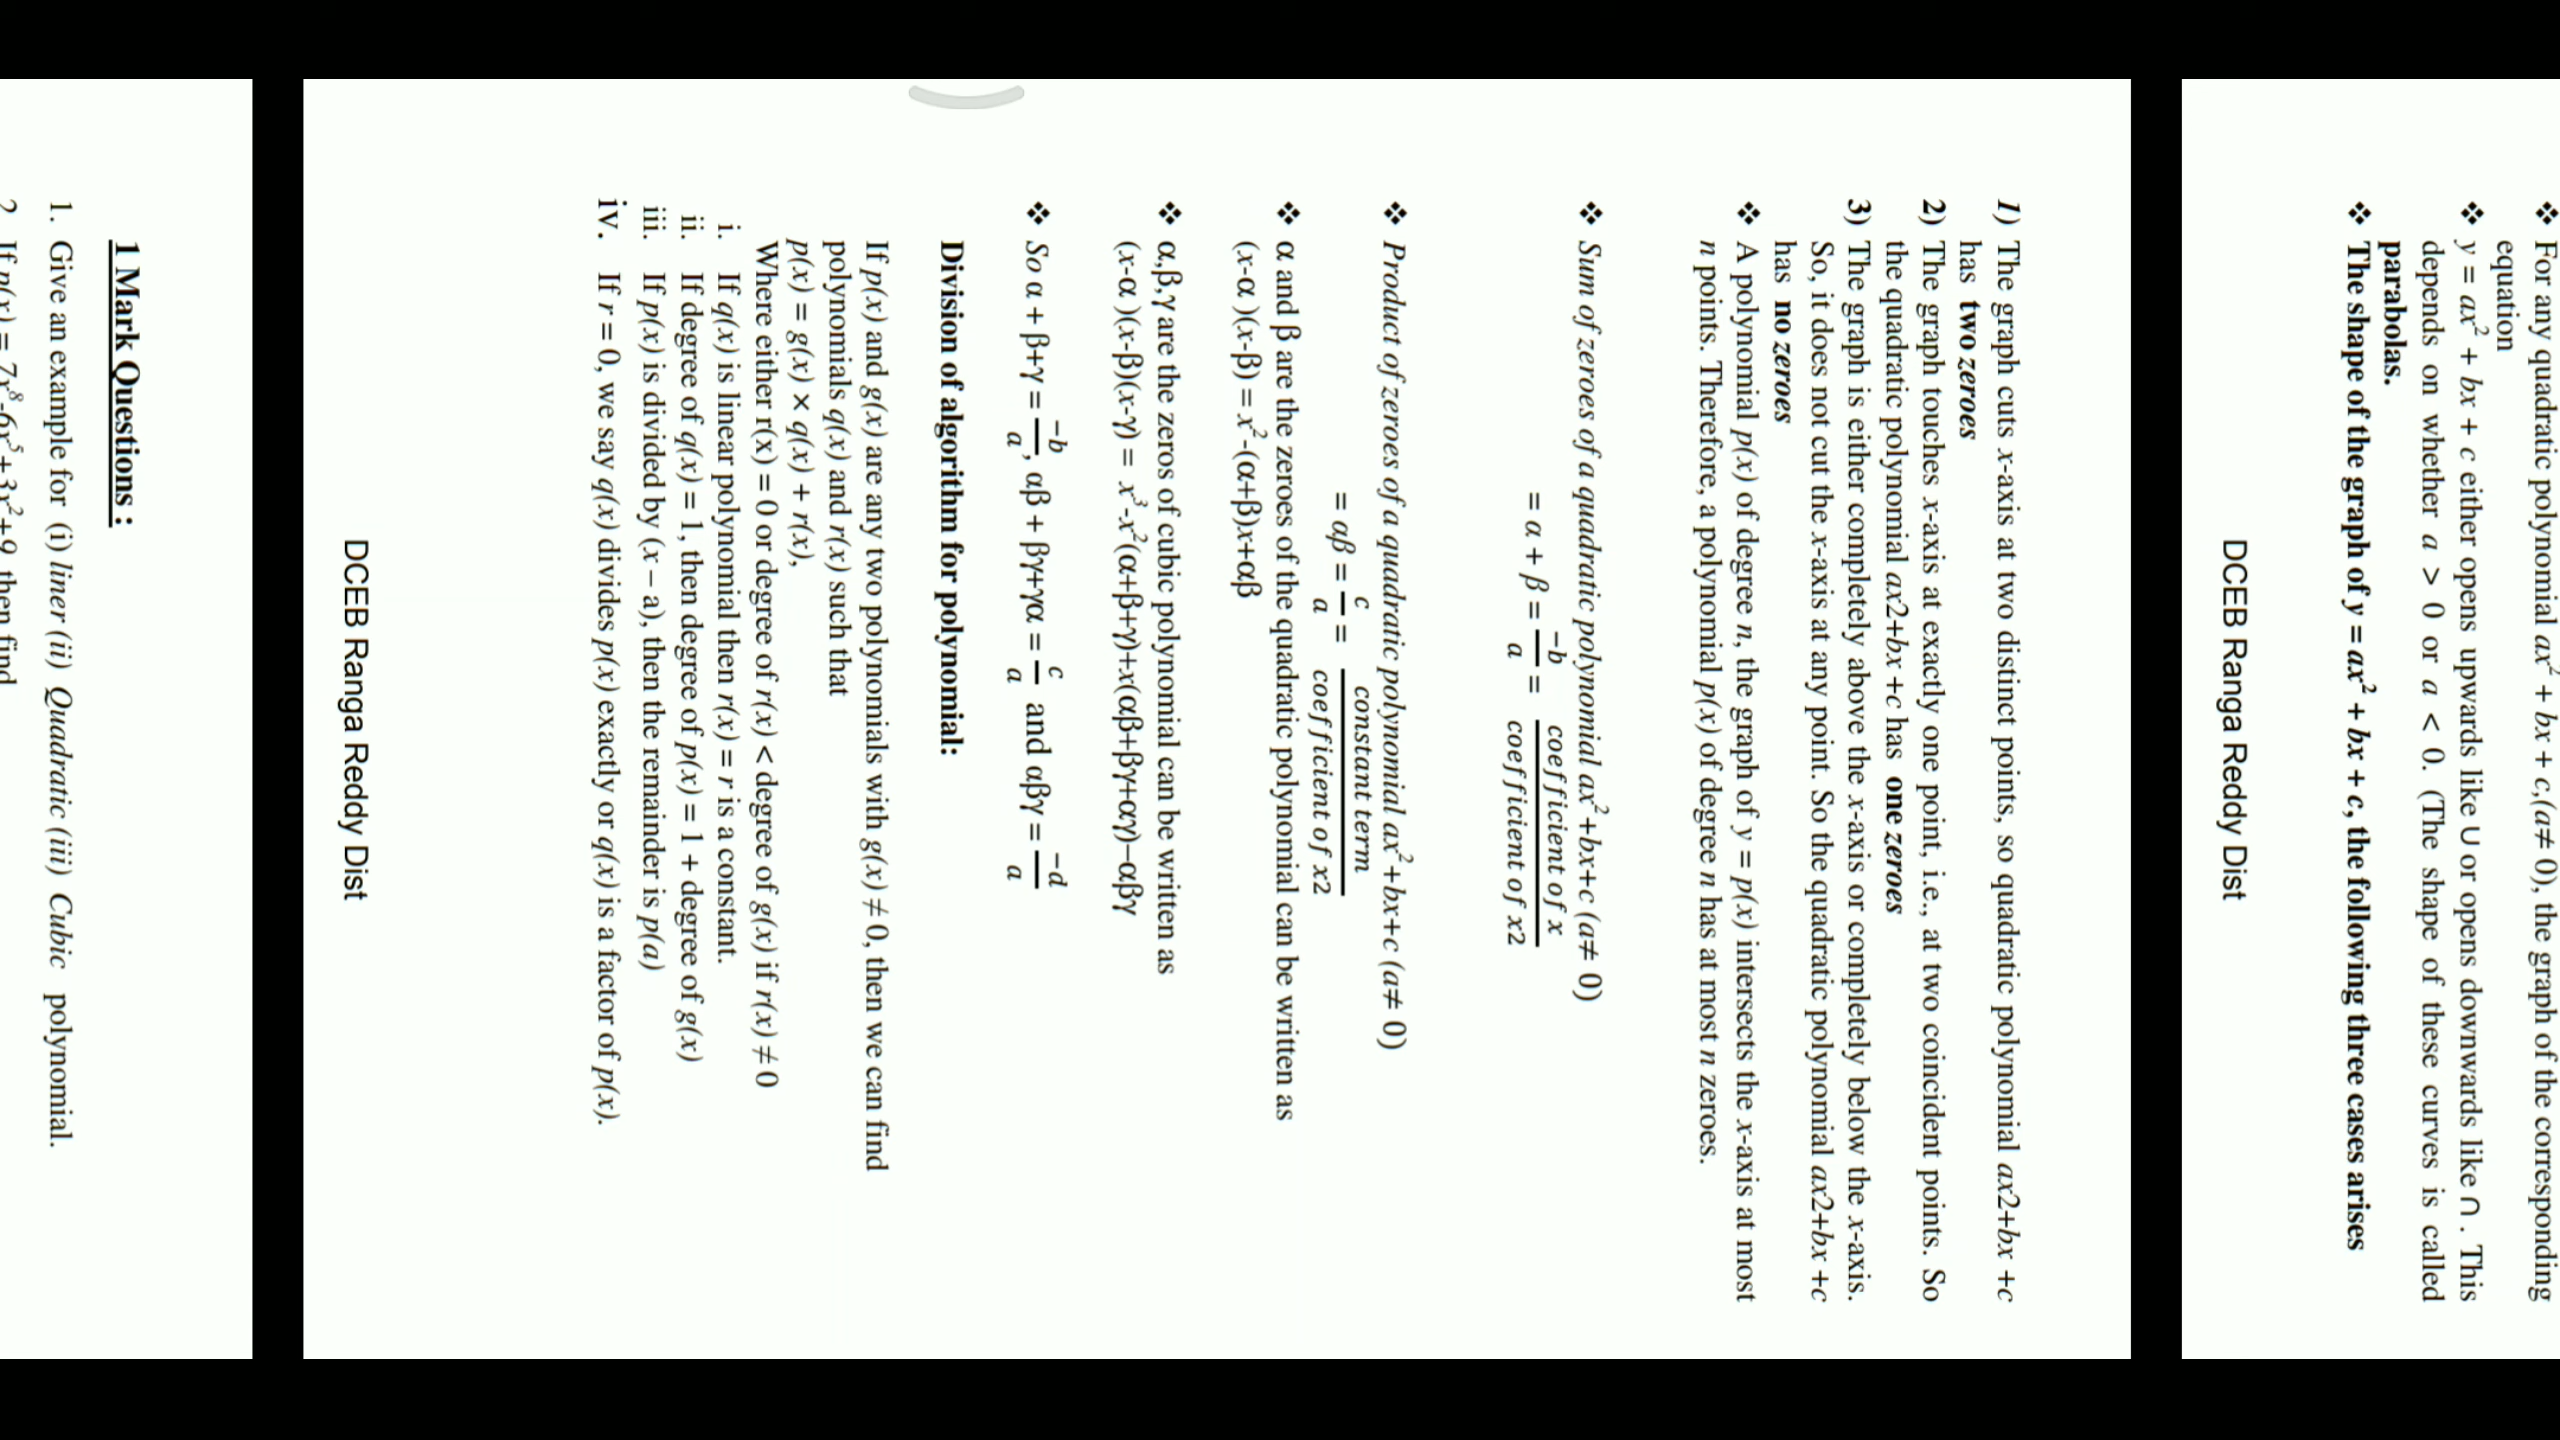 ❖ For any quadratic polynomial ax² + bx + c,(a≠ 0), the graph of the corresponding
equation
❖ y = ax² + bx + c either opens upwards like ∪ or opens downwards like ∩ . This
depends on whether a > 0 or a < 0. (The shape of these curves is called
parabolas.
❖ The shape of the graph of y = ax² + bx + c, the following three cases arises
DCEB Ranga Reddy Dist
1) The graph cuts x-axis at two distinct points, so quadratic polynomial ax2+bx +c
has two zeroes
2) The graph touches x-axis at exactly one point, i.e., at two coincident points. So
the quadratic polynomial ax2+bx +c has one zeroes
3) The graph is either completely above the x-axis or completely below the x-axis.
So, it does not cut the x-axis at any point. So the quadratic polynomial ax2+bx +c
has no zeroes
❖ A polynomial p(x) of degree n, the graph of y = p(x) intersects the x-axis at most
n points. Therefore, a polynomial p(x) of degree n has at most n zeroes.
❖ Sum of zeroes of a quadratic polynomial ax²+bx+c (a≠ 0)
= α + β = −b/a = coefficient of x/coefficient of x2
❖ Product of zeroes of a quadratic polynomial ax²+bx+c (a≠ 0)
= αβ = c/a = constant term/coefficient of x2
❖ α and β are the zeroes of the quadratic polynomial can be written as
(x-α )(x-β) = x²-(α+β)x+αβ
❖ α,β,γ are the zeros of cubic polynomial can be written as
(x-α )(x-β)(x-γ) = x³-x²(α+β+γ)+x(αβ+βγ+αγ)−αβγ
❖ So α + β+γ = −b/a, αβ + βγ+γα = c/a and αβγ = −d/a
Division of algorithm for polynomial:
If p(x) and g(x) are any two polynomials with g(x) ≠ 0, then we can find
polynomials q(x) and r(x) such that
p(x) = g(x) × q(x) + r(x),
Where either r(x) = 0 or degree of r(x) < degree of g(x) if r(x) ≠ 0
i. If q(x) is linear polynomial then r(x) = r is a constant.
ii. If degree of q(x) = 1, then degree of p(x) = 1 + degree of g(x)
iii. If p(x) is divided by (x – a), then the remainder is p(a)
iv. If r = 0, we say q(x) divides p(x) exactly or q(x) is a factor of p(x).
DCEB Ranga Reddy Dist
1 Mark Questions :
1. Give an example for (i) liner (ii) Quadratic (iii) Cubic polynomial.
2 If p(x) = 7x⁸-6x⁵+3x²+9 then find